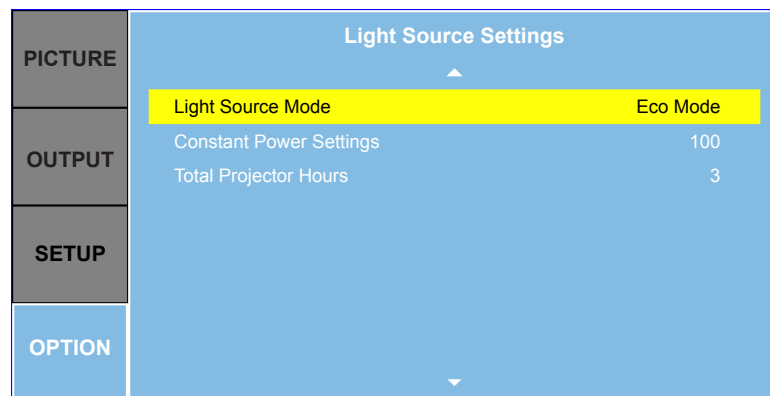 Light Source Settings
PICTURE
Light Source Mode Eco Mode
Constant Power Settings 100
OUTPUT
Total Projector Hours 3
SETUP
OPTION